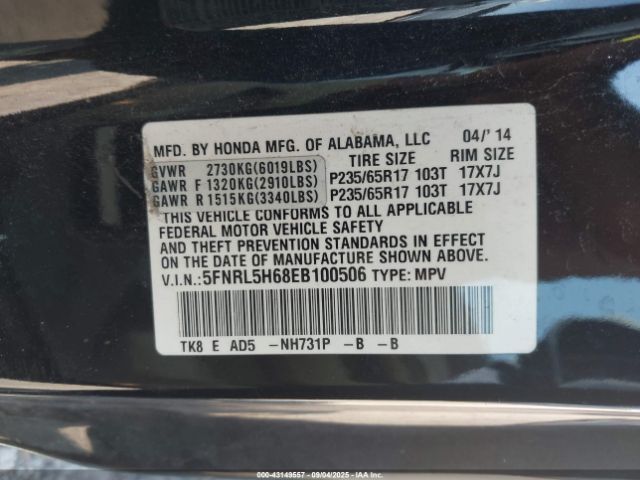 MFD. BY HONDA MFG. OF ALABAMA, LLC 04/'14
GVWR 2730KG(6019LBS) TIRE SIZE RIM SIZE
GAWR F 1320KG(2910LBS) P235/65R17 103T 17X7J
GAWR R 1515KG(3340LBS) P235/65R17 103T 17X7J
THIS VEHICLE CONFORMS TO ALL APPLICABLE
FEDERAL MOTOR VEHICLE SAFETY
AND THEFT PREVENTION STANDARDS IN EFFECT
ON THE DATE OF MANUFACTURE SHOWN ABOVE.
V.I.N.:5FNRL5H68EB100506 TYPE: MPV
TK8 E AD5 -NH731P -B -B
© IAA - 43149557 - 09/04/2025 - IAAI.COM